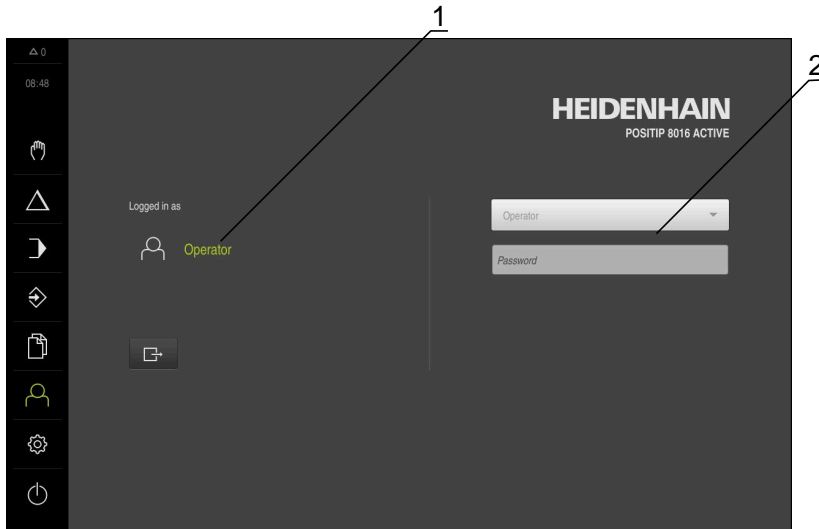 1
2
0
08:48
HEIDENHAIN
POSITIP 8016 ACTIVE
Logged in as
Operator
Operator
Password